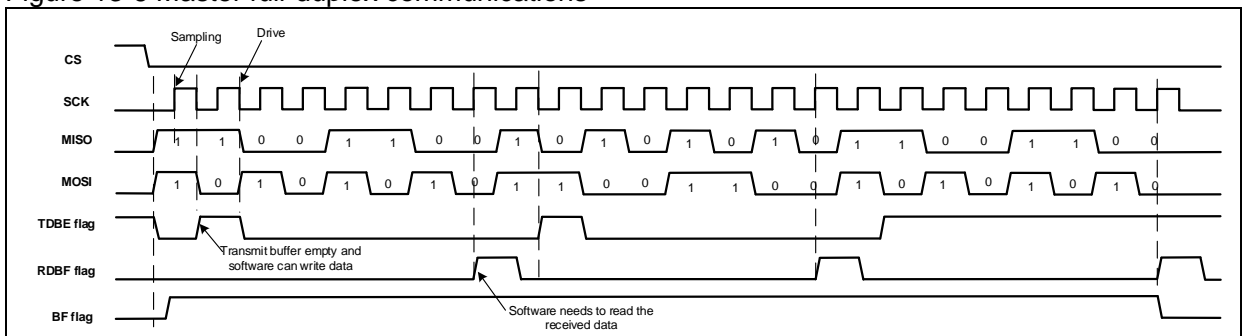 Figure Master full-duplex communications
Sampling
Drive
CS
SCK
MISO 1 1 0 0 1 1 0 0 1 0 1 0 1 0 1 0 1 1 0 0 1 1 0 0
MOSI 1 0 1 0 1 0 1 0 1 1 0 0 1 1 0 0 1 0 1 0 1 0 1 0
TDBE flag
Transmit buffer empty and
software can write data
RDBF flag
Software needs to read the
received data
BF flag